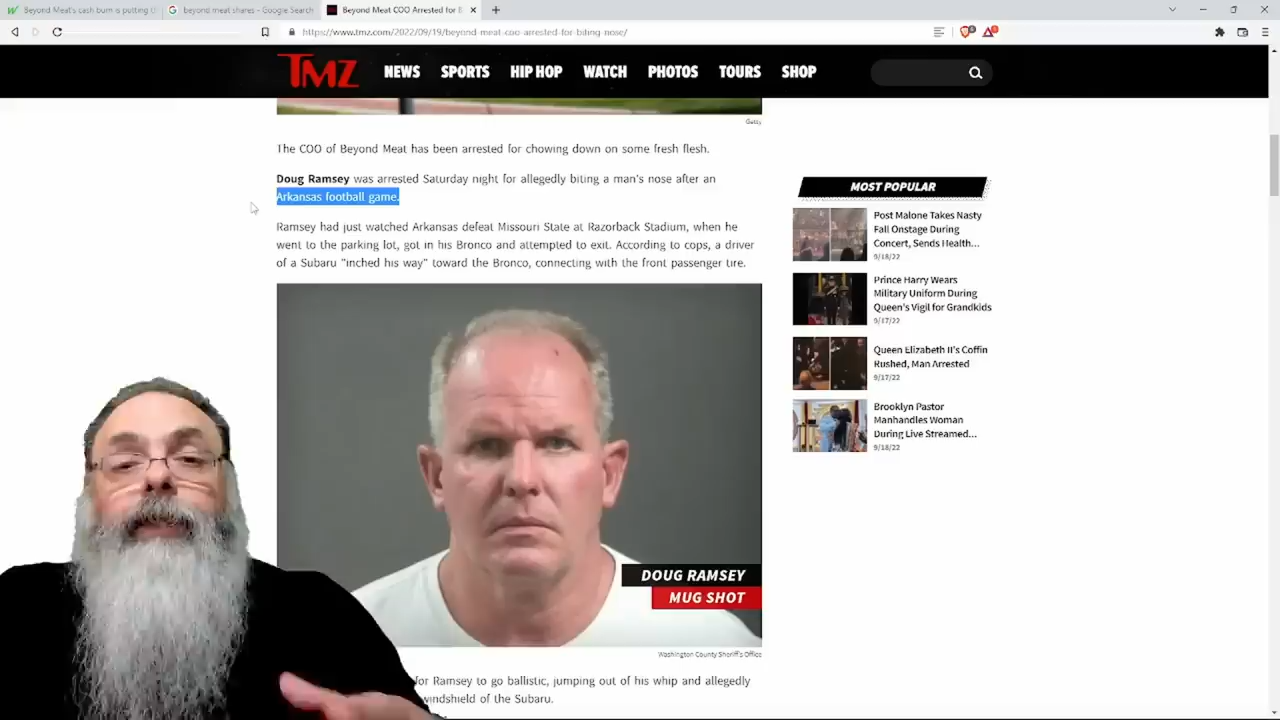 Beyond Meat's cash burn is putting
beyond meat shares - Google Search
Beyond Meat COO Arrested for B
https://www.tmz.com/2022/09/19/beyond-meat-coo-arrested-for-biting-nose/
TMZ
NEWS SPORTS HIP HOP WATCH PHOTOS TOURS SHOP
Getty
The COO of Beyond Meat has been arrested for chowing down on some fresh flesh.
Doug Ramsey was arrested Saturday night for allegedly biting a man's nose after an
Arkansas football game.
Ramsey had just watched Arkansas defeat Missouri State at Razorback Stadium, when he
went to the parking lot, got in his Bronco and attempted to exit. According to cops, a driver
of a Subaru "inched his way" toward the Bronco, connecting with the front passenger tire.
DOUG RAMSEY
MUG SHOT
Washington County Sheriff's Office
for Ramsey to go ballistic, jumping out of his whip and allegedly
windshield of the Subaru.
MOST POPULAR
Post Malone Takes Nasty
Fall Onstage During
Concert, Sends Health...
9/18/22
Prince Harry Wears
Military Uniform During
Queen's Vigil for Grandkids
9/17/22
Queen Elizabeth II's Coffin
Rushed, Man Arrested
9/17/22
Brooklyn Pastor
Manhandles Woman
During Live Streamed...
9/18/22